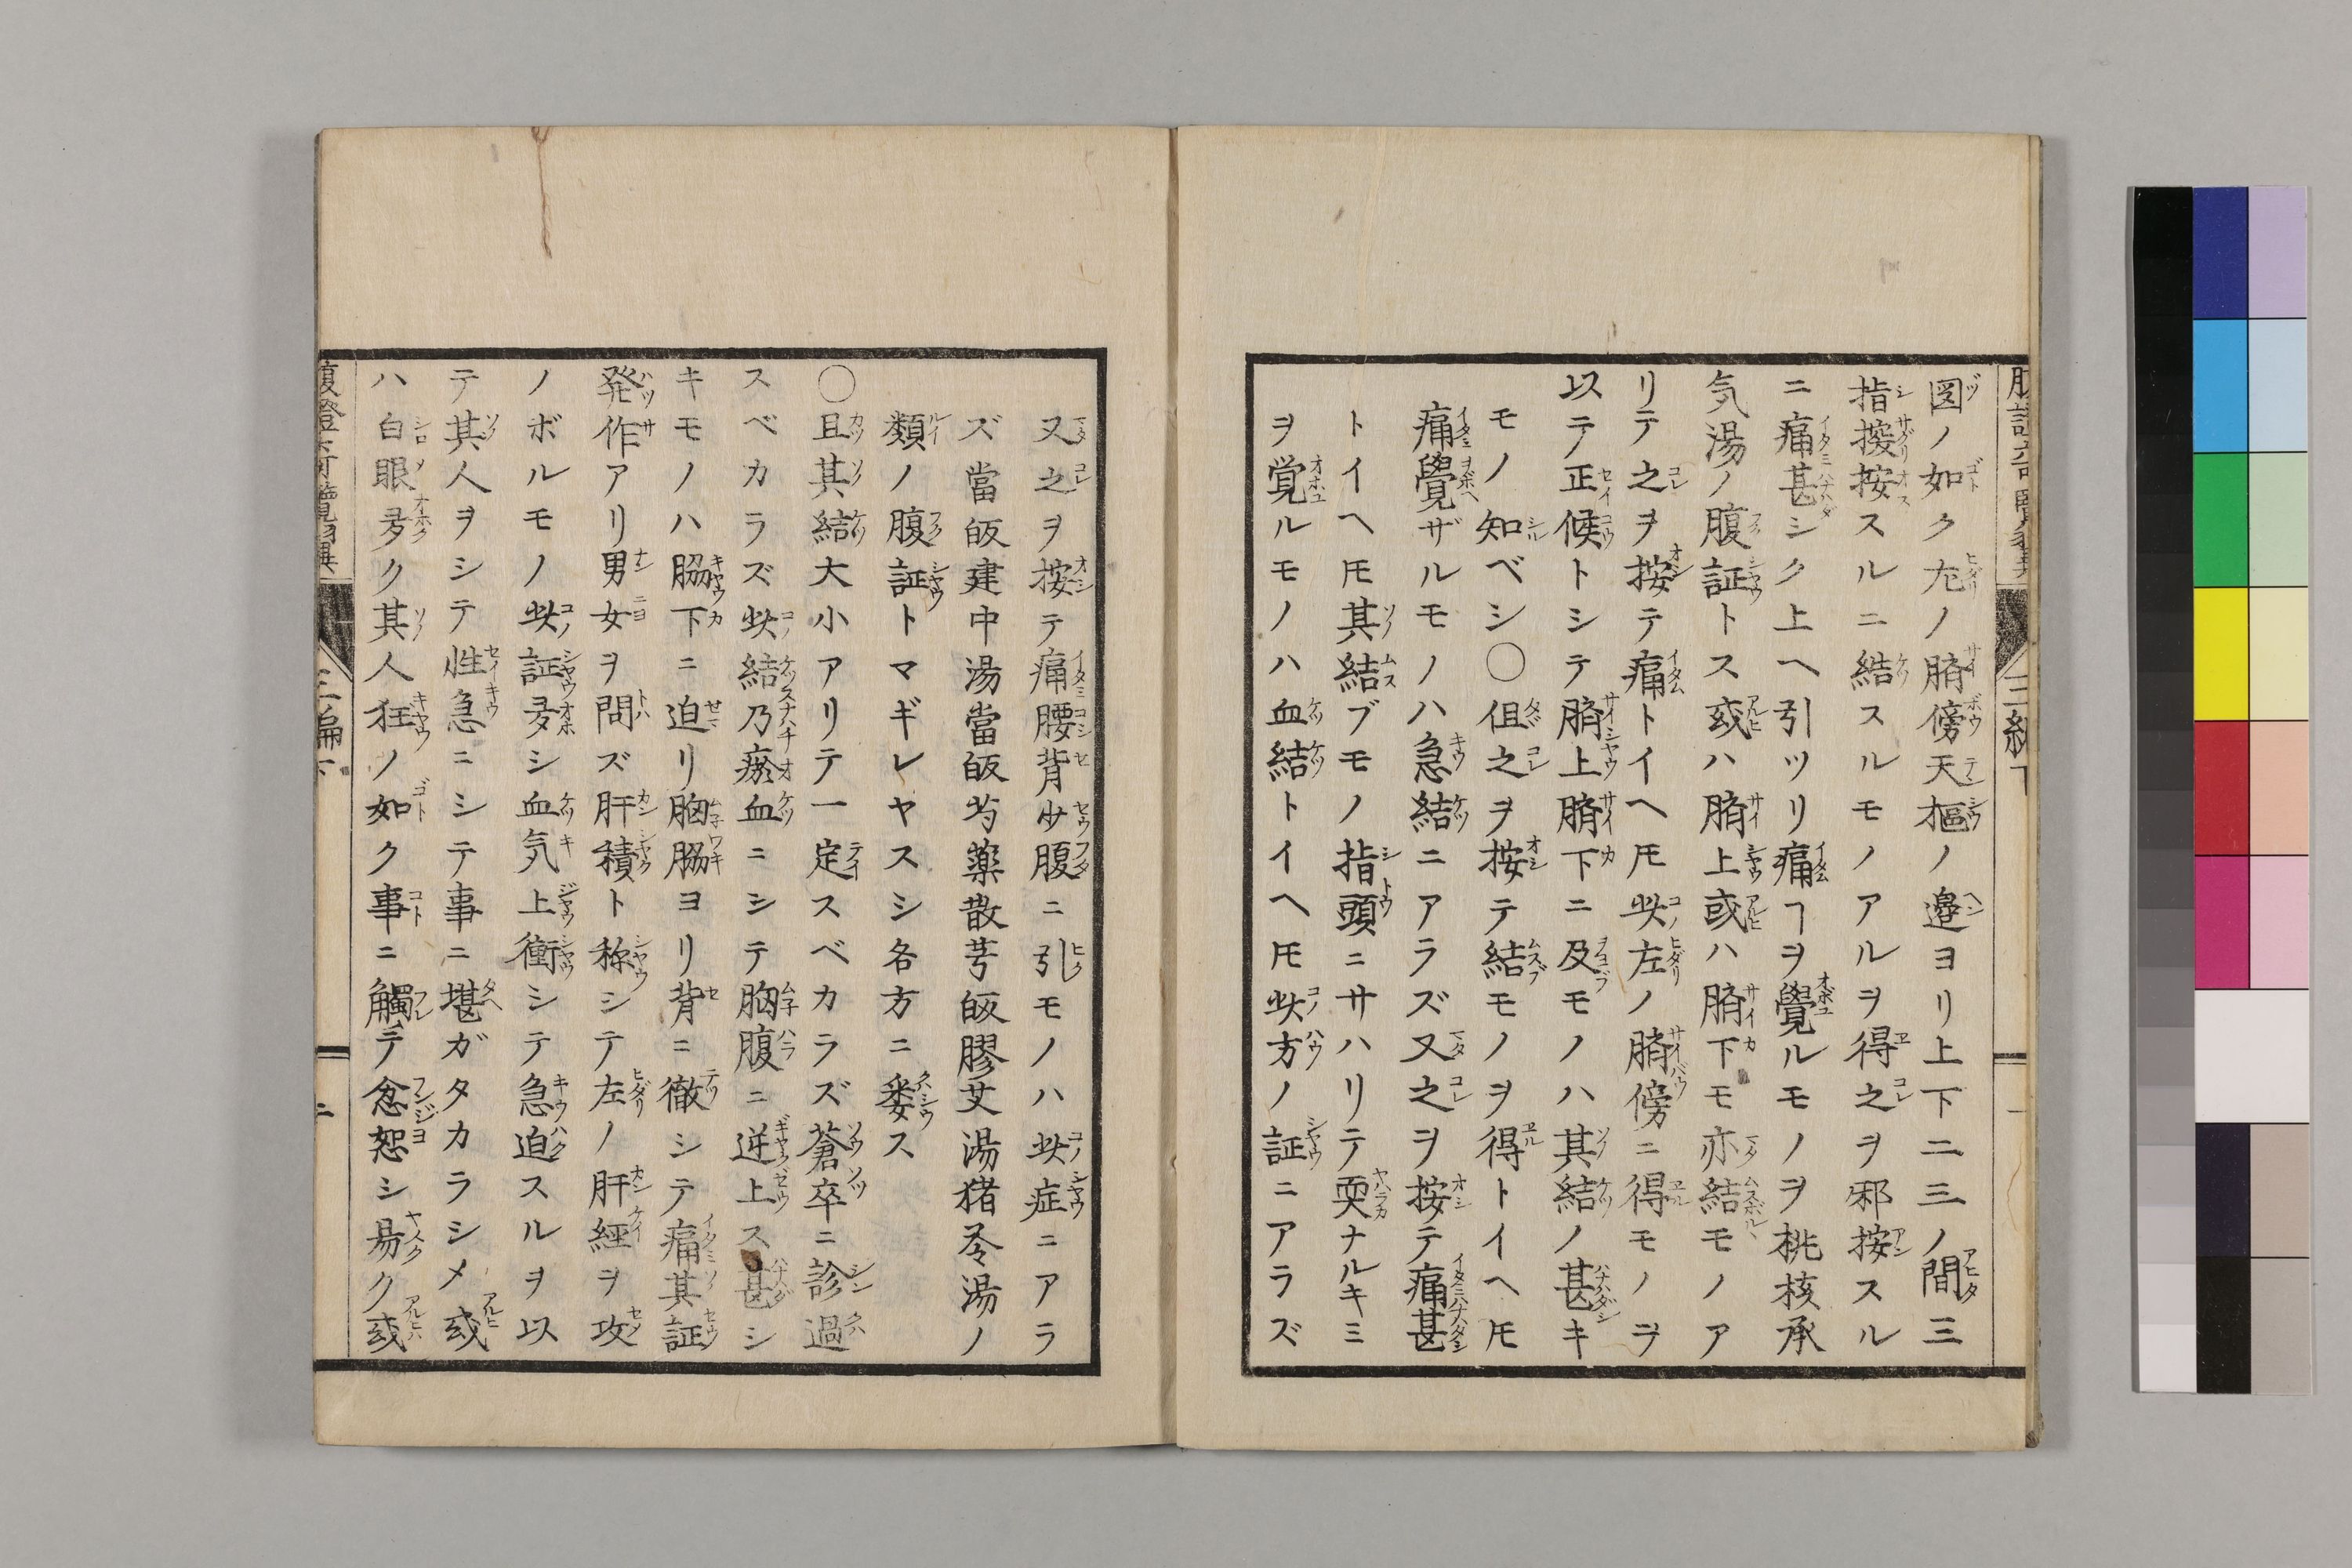 図ノ如ク左ノ臍傍天樞ノ邉ヨリ上下二三ノ間三
指搜按スルニ結スルモノアルヲ得之ヲ邪按スル
ニ痛甚シク上ヘ引ツリ痛ヿヲ覺ルモノヲ桃核承
気湯ノ腹証トス或ハ臍上或ハ臍下モ亦結モノア
リテ之ヲ按テ痛トイヘ𪜈此左ノ臍傍ニ得モノヲ
以テ正候トシテ臍上臍下ニ及モノハ其結ノ甚キ
モノ知ベシ〇但之ヲ按テ結モノヲ得トイヘ𪜈
痛覺ザルモノハ急結ニアラズ又之ヲ按テ痛甚
トイヘ𪜈其結ブモノ指頭ニサハリテ耎ナルキミ
ヲ覚ルモノハ血結トイヘ𪜈此方ノ証ニアラズ
又之ヲ按テ痛腰背少腹ニ引モノハ此症ニアラ
ズ當皈建中湯當皈芍薬散芎皈膠艾湯猪苓湯ノ
類ノ腹証トマギレヤスシ各方ニ委ス
〇且其結大小アリテ一定スベカラズ蒼卒ニ診過
スベカラズ此結乃瘀血ニシテ胸腹ニ逆上ス甚シ
キモノハ脇下ニ迫リ胸脇ヨリ背ニ徹シテ痛其証
発作アリ男女ヲ問ズ肝積ト称シテ左ノ肝經ヲ攻
ノボルモノ此証多シ血気上衝シテ急迫スルヲ以
テ其人ヲシテ性急ニシテ事ニ堪ガタカラシメ或
ハ白眼多ク其人狂ノ如ク事ニ觸テ忿恕シ易ク或
三編下
二